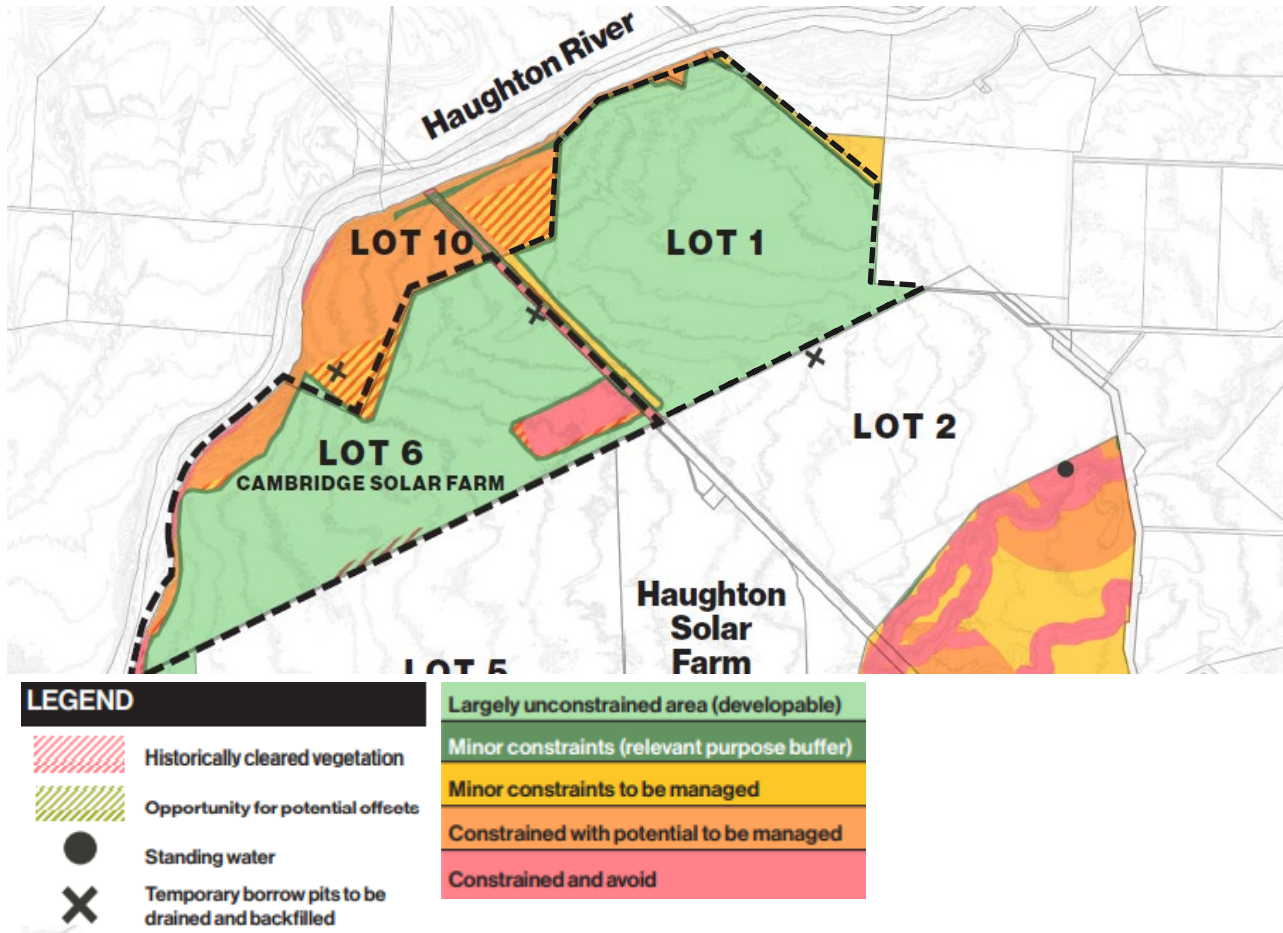 Haughton River
LOT 10
LOT 1
LOT 2
LOT 6
CAMBRIDGE SOLAR FARM
Haughton
Solar
Farm
LOT 5
LEGEND
Historically cleared vegetation
Opportunity for potential offsets
Standing water
Temporary borrow pits to be
drained and backfilled
Largely unconstrained area (developable)
Minor constraints (relevant purpose buffer)
Minor constraints to be managed
Constrained with potential to be managed
Constrained and avoid